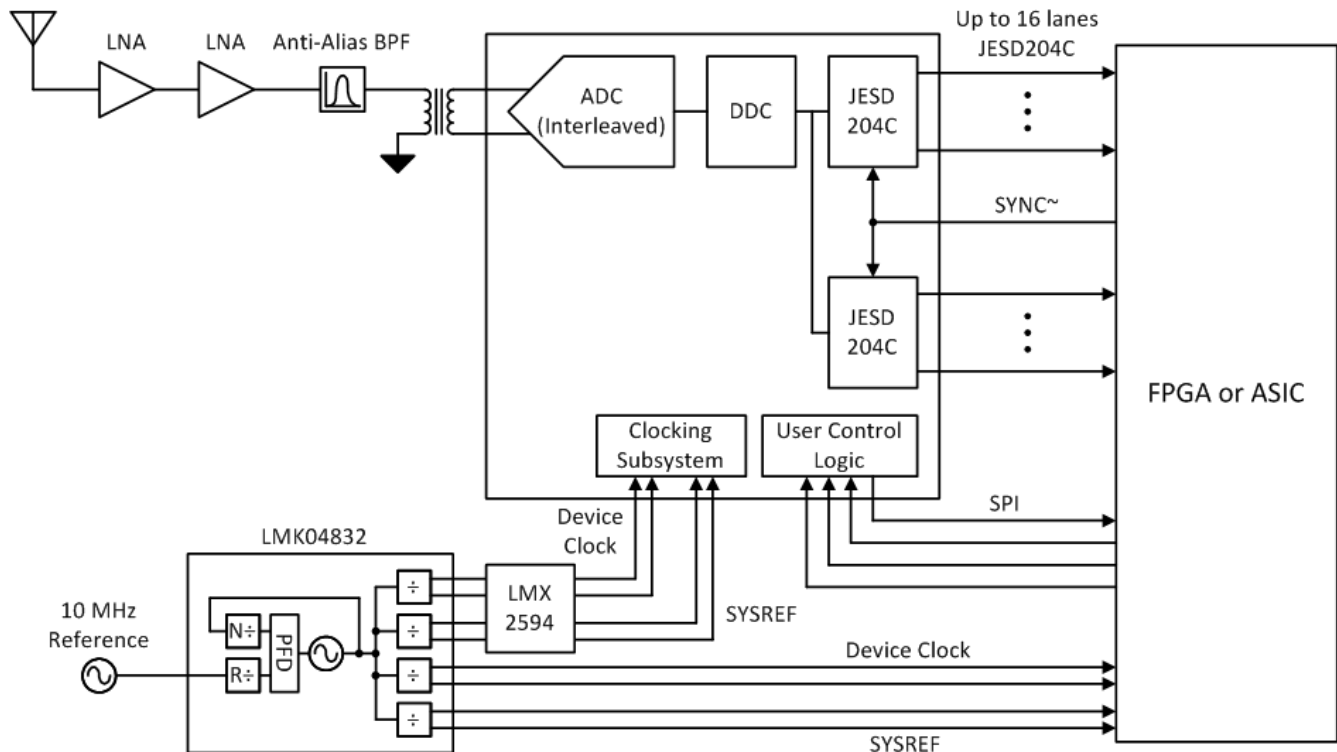 Up to 16 lanes
JESD204C
LNA
LNA
Anti-Alias BPF
ADC
(Interleaved)
DDC
JESD
204C
SYNC~
JESD
204C
FPGA or ASIC
Clocking
Subsystem
User Control
Logic
SPI
Device
Clock
LMK04832
÷
LMX
2594
SYSREF
10 MHz
Reference
N÷
PFD
R÷
÷
÷
÷
Device Clock
SYSREF